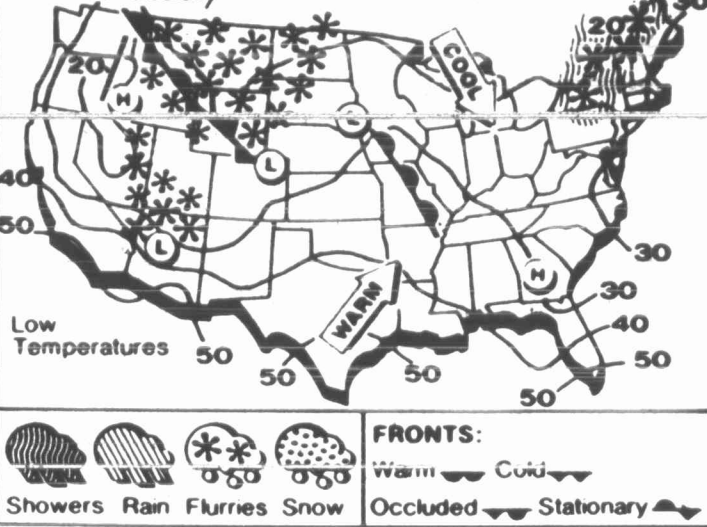 30
20
20
COOL
H
L
L
40
50
L
H
30
WARM
30
Low
Temperatures
40
50
50
50
50
50
FRONTS:
Warm Cold
Showers Rain Flurries Snow
Occluded Stationary